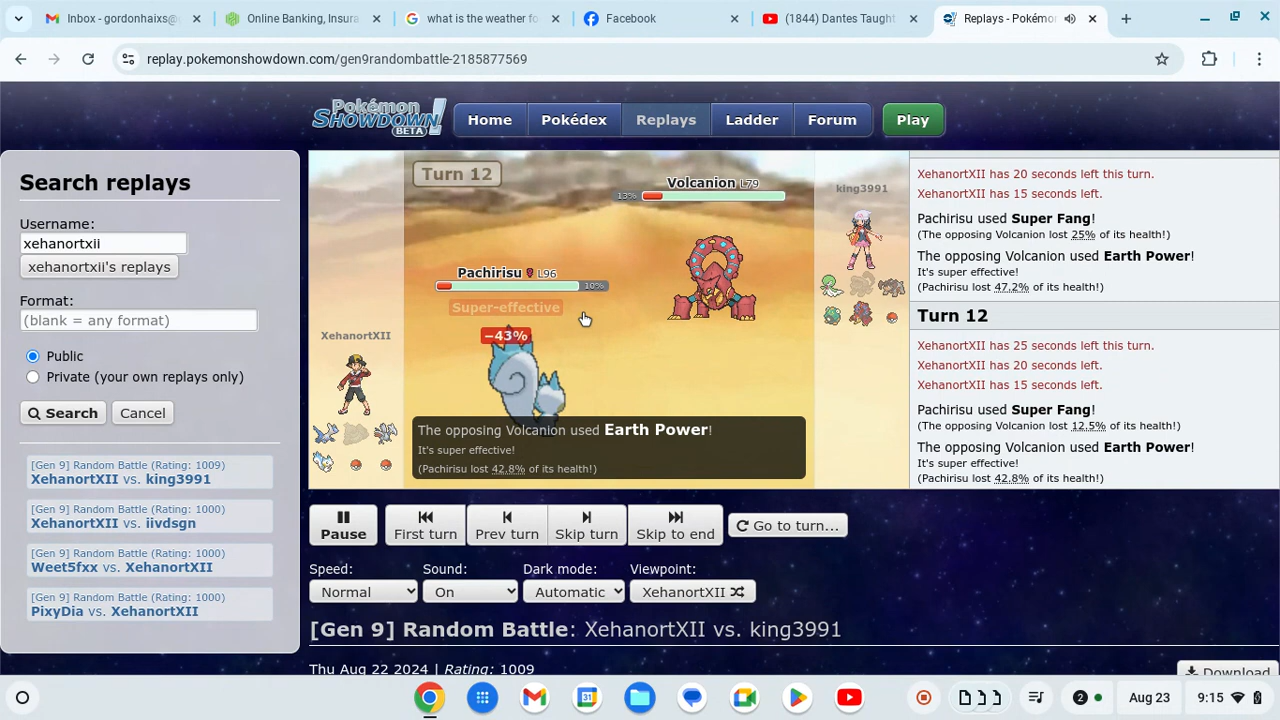 Inbox - gordonhaixs@
Online Banking, Insura
what is the weather fo
Facebook
(1844) Dantes Taught
Replays - Pokémon
replay.pokemonshowdown.com/gen9randombattle-2185877569
Pokémon
SHOWDOWN!
BETA
Home
Pokédex
Replays
Ladder
Forum
Play
Search replays
Username:
xehanortxii
xehanortxii's replays
Format:
(blank = any format)
Public
Private (your own replays only)
Search
Cancel
[Gen 9] Random Battle (Rating: 1009)
XehanortXII vs. king3991
[Gen 9] Random Battle (Rating: 1000)
XehanortXII vs. iivdsgn
[Gen 9] Random Battle (Rating: 1000)
Weet5fxx vs. XehanortXII
[Gen 9] Random Battle (Rating: 1000)
PixyDia vs. XehanortXII
Turn 12
Volcanion L79
13%
king3991
Pachirisu L96
10%
Super-effective
−43%
XehanortXII
The opposing Volcanion used Earth Power!
It's super effective!
(Pachirisu lost 42.8% of its health!)
XehanortXII has 20 seconds left this turn.
XehanortXII has 15 seconds left.
Pachirisu used Super Fang!
(The opposing Volcanion lost 25% of its health!)
The opposing Volcanion used Earth Power!
It's super effective!
(Pachirisu lost 47.2% of its health!)
Turn 12
XehanortXII has 25 seconds left this turn.
XehanortXII has 20 seconds left.
XehanortXII has 15 seconds left.
Pachirisu used Super Fang!
(The opposing Volcanion lost 12.5% of its health!)
The opposing Volcanion used Earth Power!
It's super effective!
(Pachirisu lost 42.8% of its health!)
Pause
First turn
Prev turn
Skip turn
Skip to end
Go to turn...
Speed:
Sound:
Dark mode:
Viewpoint:
Normal
On
Automatic
XehanortXII
[Gen 9] Random Battle: XehanortXII vs. king3991
Thu Aug 22 2024 | Rating: 1009
Download
31
2
Aug 23
9:15